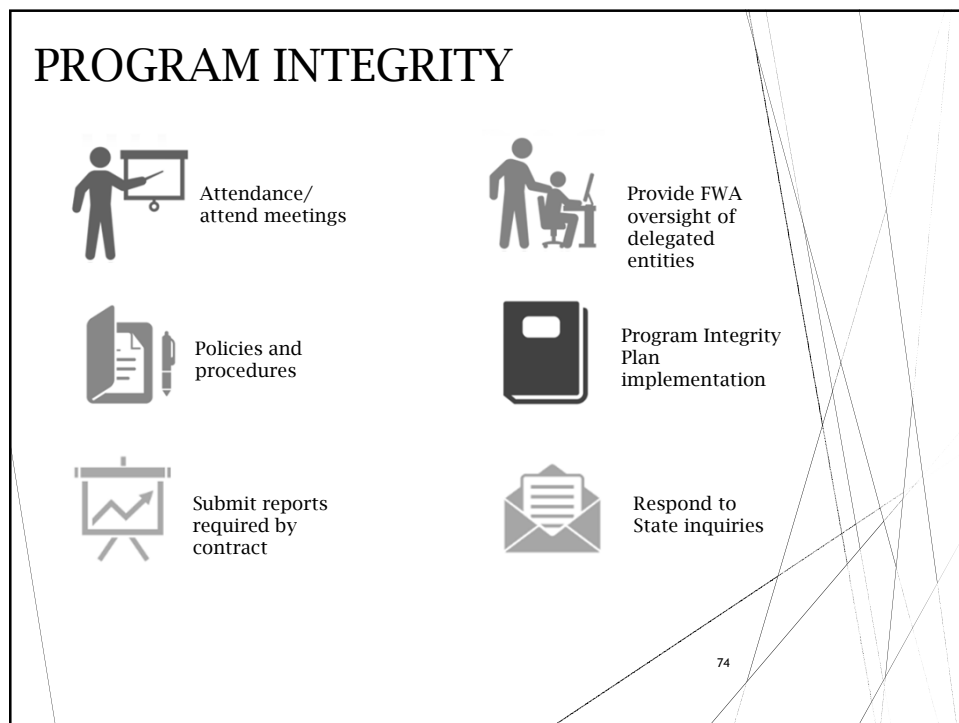 PROGRAM INTEGRITY
Attendance/
attend meetings
Provide FWA
oversight of
delegated
entities
Policies and
procedures
Program Integrity
Plan
implementation
Submit reports
required by
contract
Respond to
State inquiries
74